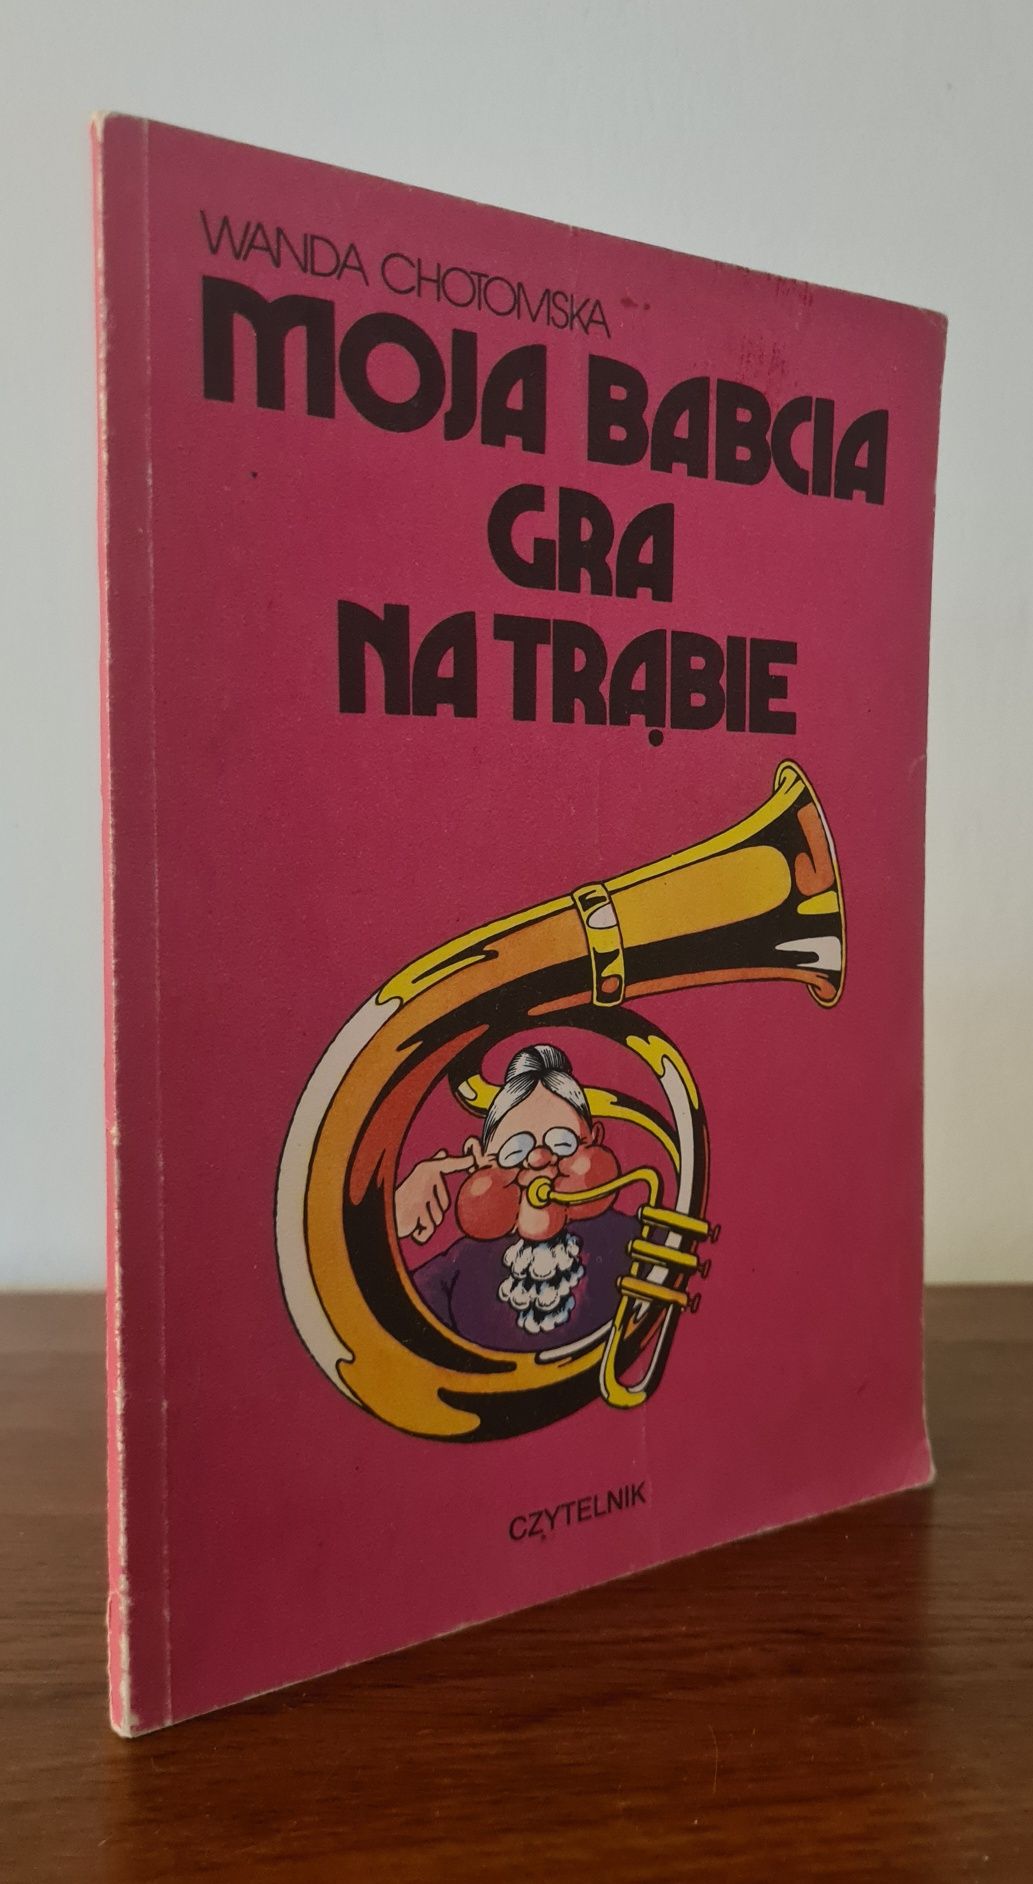 WANDA CHOTOMSKA
MOJA BABCIA
GRA
NA TRĄBIE
CZYTELNIK